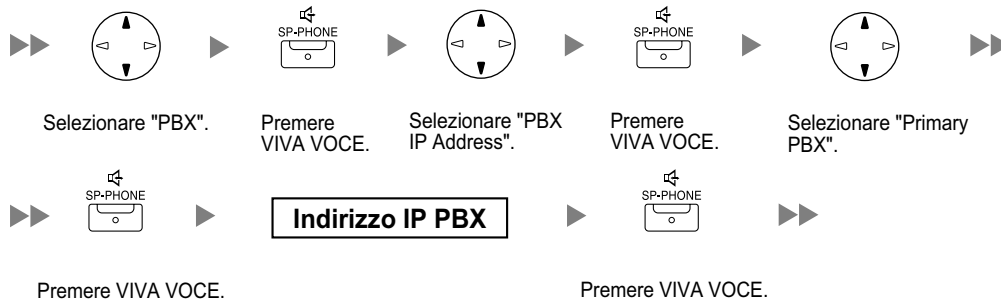 SP-PHONE
SP-PHONE
Selezionare "PBX".
Premere
VIVA VOCE.
Selezionare "PBX
IP Address".
Premere
VIVA VOCE.
Selezionare "Primary
PBX".
SP-PHONE
Indirizzo IP PBX
SP-PHONE
Premere VIVA VOCE.
Premere VIVA VOCE.